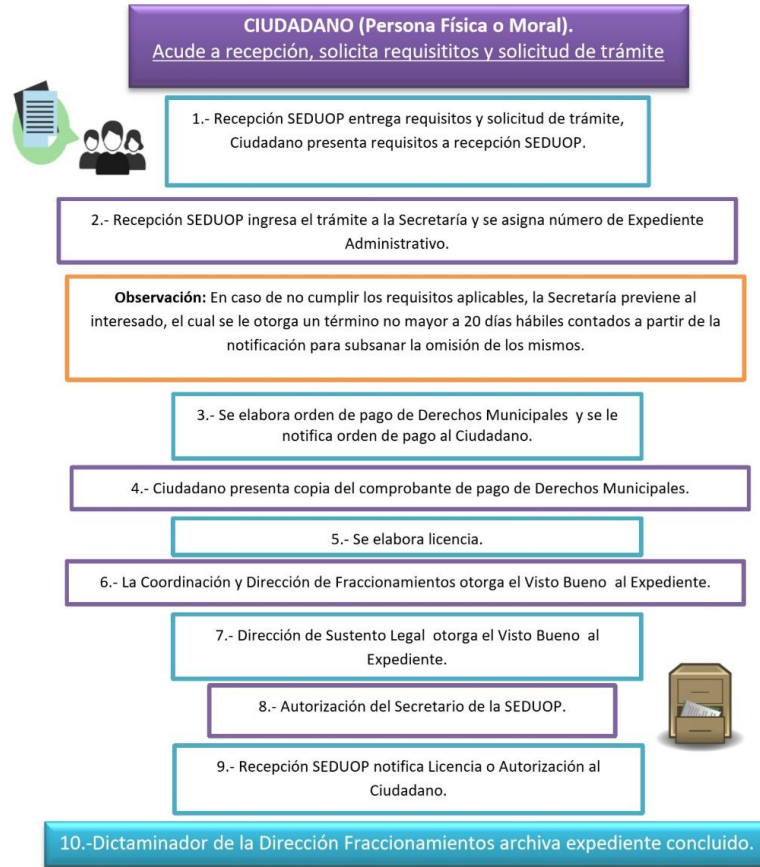 CIUDADANO (Persona Física o Moral).
Acude a recepción, solicita requisititos y solicitud de trámite
1.- Recepción SEDUOP entrega requisitos y solicitud de trámite,
Ciudadano presenta requisitos a recepción SEDUOP.
2.- Recepción SEDUOP ingresa el trámite a la Secretaría y se asigna número de Expediente
Administrativo.
Observación: En caso de no cumplir los requisitos aplicables, la Secretaría previene al
interesado, el cual se le otorga un término no mayor a 20 días hábiles contados a partir de la
notificación para subsanar la omisión de los mismos.
3.- Se elabora orden de pago de Derechos Municipales y se le
notifica orden de pago al Ciudadano.
4.- Ciudadano presenta copia del comprobante de pago de Derechos Municipales.
5.- Se elabora licencia.
6.- La Coordinación y Dirección de Fraccionamientos otorga el Visto Bueno al Expediente.
7.- Dirección de Sustento Legal otorga el Visto Bueno al
Expediente.
8.- Autorización del Secretario de la SEDUOP.
9.- Recepción SEDUOP notifica Licencia o Autorización al
Ciudadano.
10.-Dictaminador de la Dirección Fraccionamientos archiva expediente concluido.